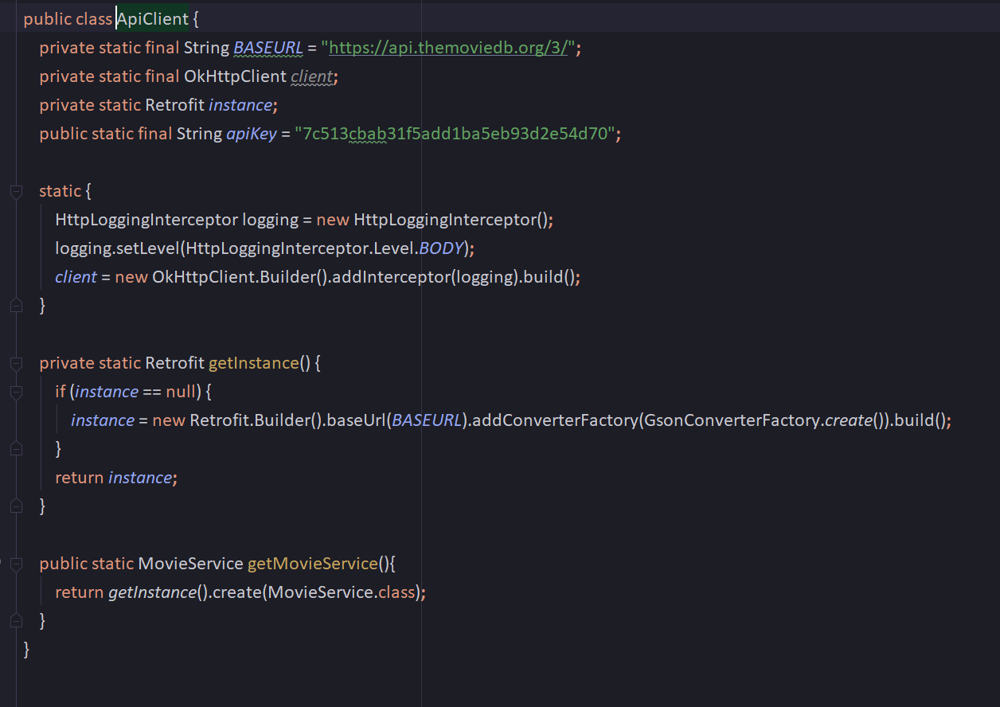 public class ApiClient {
private static final String BASEURL = "https://api.themoviedb.org/3/";
private static final OkHttpClient client;
private static Retrofit instance;
public static final String apiKey = "7c513cbab31f5add1ba5eb93d2e54d70";
static {
HttpLoggingInterceptor logging = new HttpLoggingInterceptor();
logging.setLevel(HttpLoggingInterceptor.Level.BODY);
client = new OkHttpClient.Builder().addInterceptor(logging).build();
}
private static Retrofit getInstance() {
if (instance == null) {
instance = new Retrofit.Builder().baseUrl(BASEURL).addConverterFactory(GsonConverterFactory.create()).build();
}
return instance;
}
public static MovieService getMovieService(){
return getInstance().create(MovieService.class);
}
}